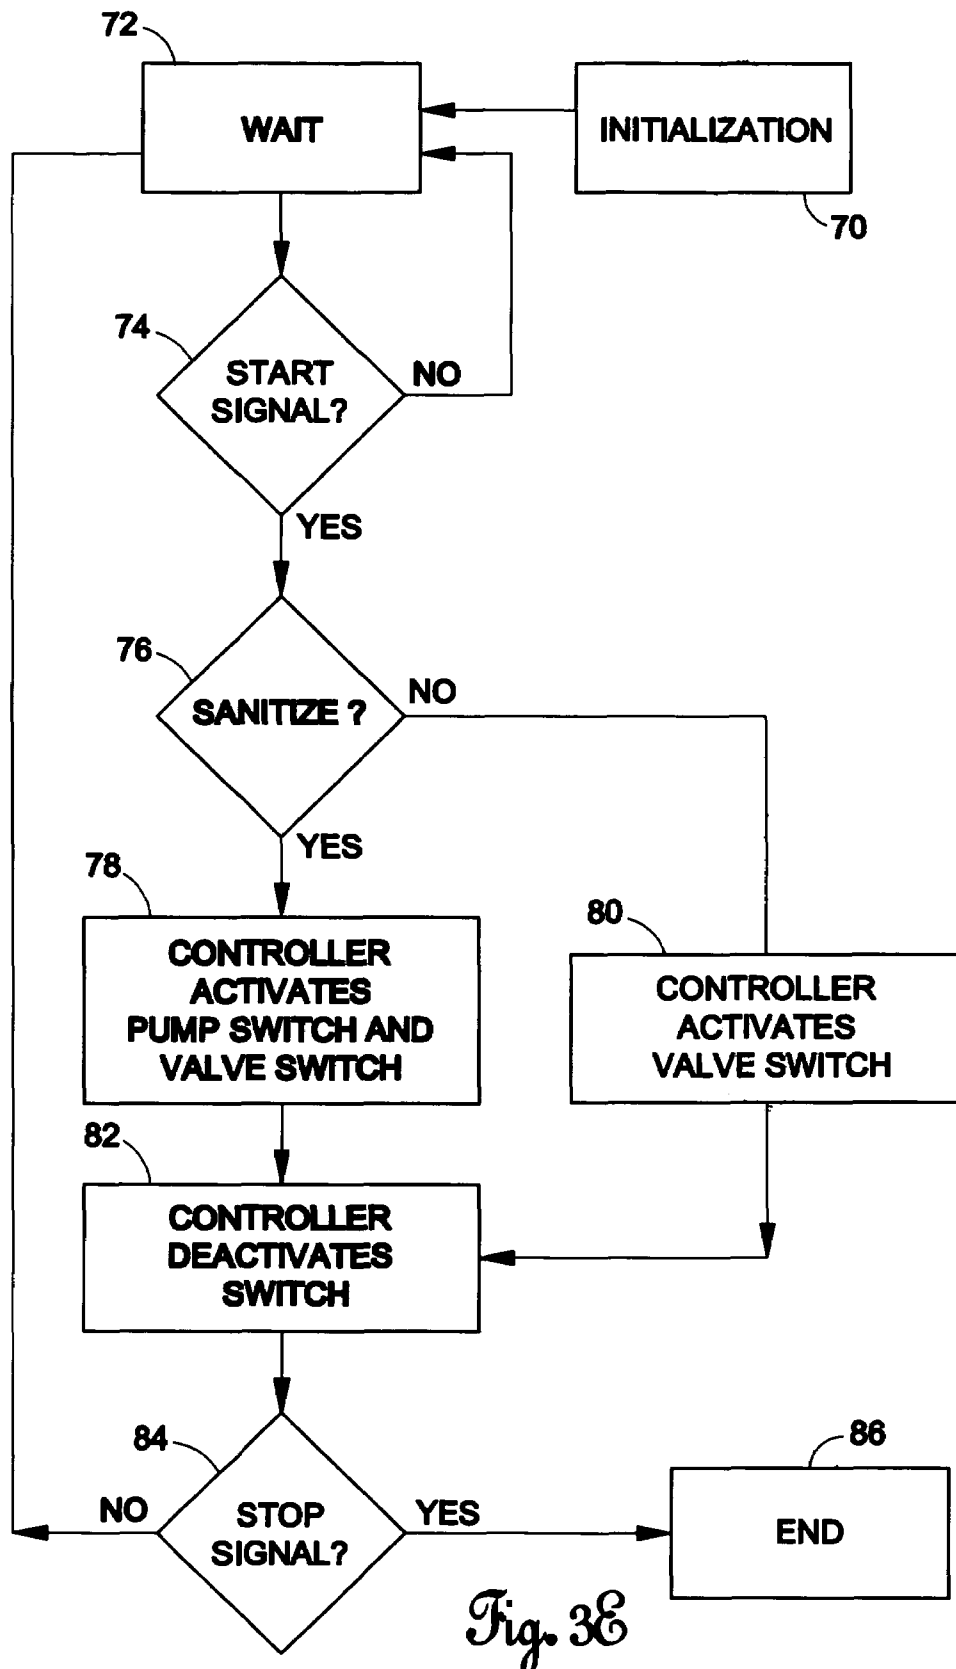 72
WAIT
INITIALIZATION
70
74
START
SIGNAL?
NO
YES
76
SANITIZE ?
NO
YES
78
CONTROLLER
ACTIVATES
PUMP SWITCH AND
VALVE SWITCH
80
CONTROLLER
ACTIVATES
VALVE SWITCH
82
CONTROLLER
DEACTIVATES
SWITCH
84
STOP
SIGNAL?
NO
YES
86
END
Fig. 3E